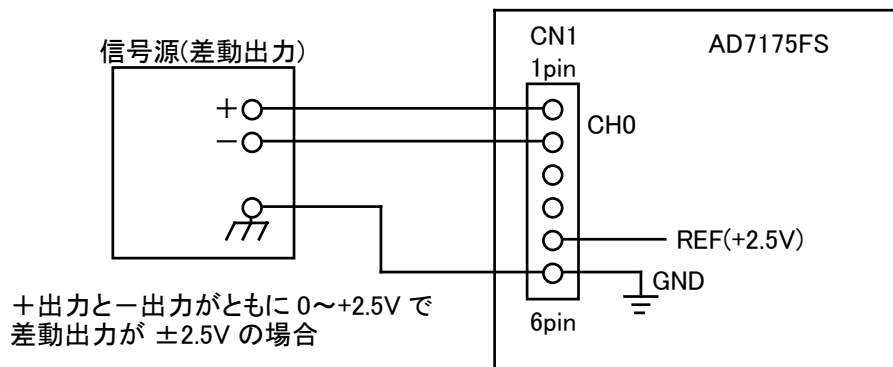 信号源(差動出力)
CN1
1pin
AD7175FS
+
−
CH0
REF(+2.5V)
GND
6pin
+出力と−出力がともに 0~+2.5V で
差動出力が ±2.5V の場合